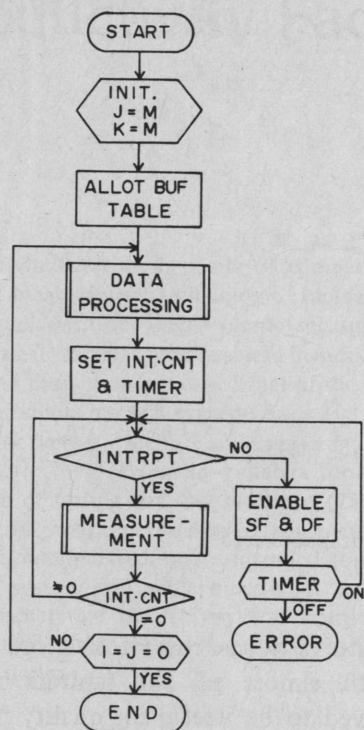 START
INIT.
J = M
K = M
ALLOT BUF
TABLE
DATA
PROCESSING
SET INT·CNT
& TIMER
INTRPT
NO
YES
ENABLE
SF & DF
MEASURE-
MENT
≠0
INT·CNT
TIMER
ON
=0
OFF
NO
I = J = 0
ERROR
YES
END